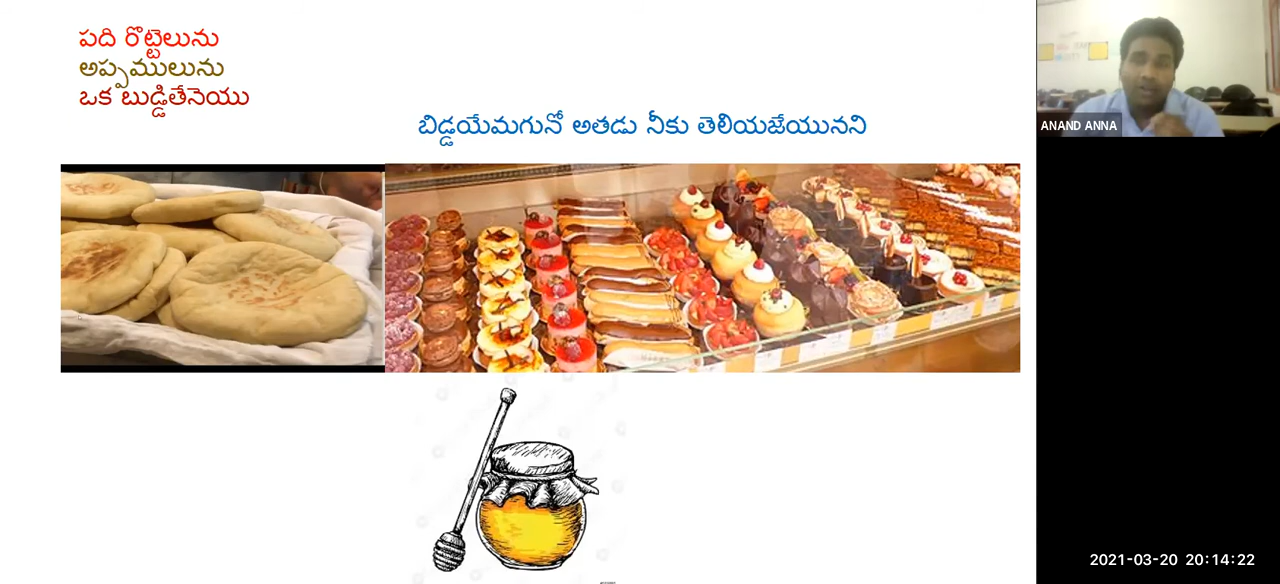 పది రొట్టెలును
అప్పములును
ఒక బుడ్డితేనెయు
బిడ్డయేమగునో అతడు నీకు తెలియజేయునని
ANAND ANNA
2021-03-20 20:14:22